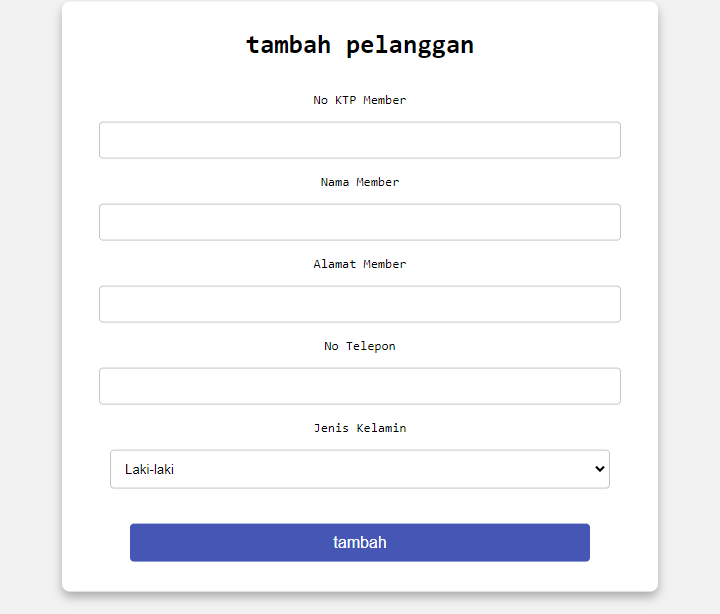 tambah pelanggan
No KTP Member
Nama Member
Alamat Member
No Telepon
Jenis Kelamin
Laki-laki
tambah